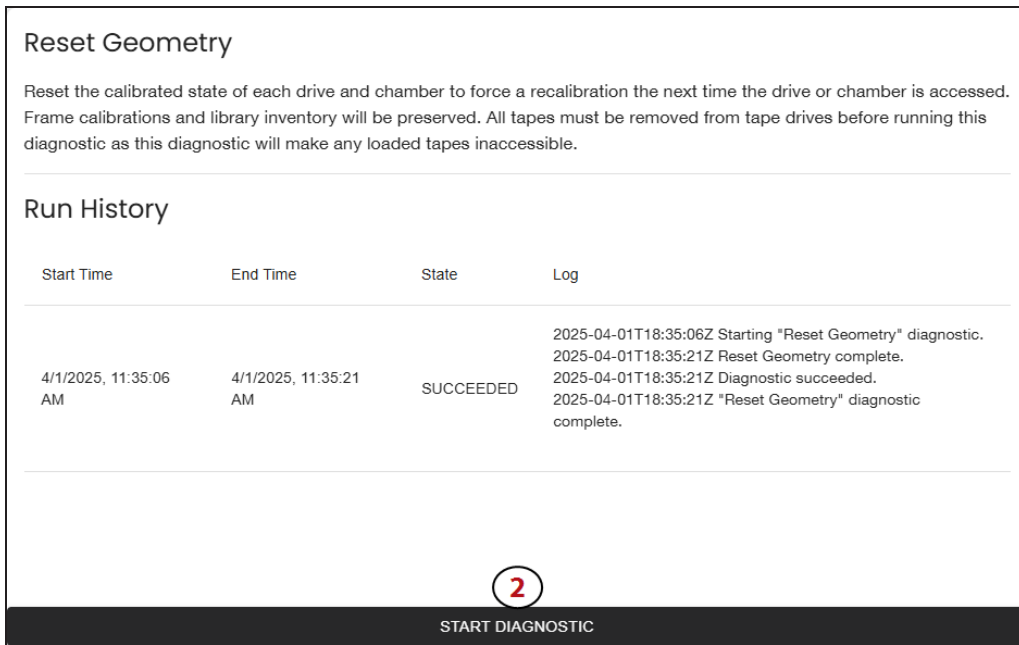 Reset Geometry
Reset the calibrated state of each drive and chamber to force a recalibration the next time the drive or chamber is accessed.
Frame calibrations and library inventory will be preserved. All tapes must be removed from tape drives before running this
diagnostic as this diagnostic will make any loaded tapes inaccessible.
Run History
Start Time End Time State Log
4/1/2025, 11:35:06
AM
4/1/2025, 11:35:21
AM
SUCCEEDED
2025-04-01T18:35:06Z Starting "Reset Geometry" diagnostic.
2025-04-01T18:35:21Z Reset Geometry complete.
2025-04-01T18:35:21Z Diagnostic succeeded.
2025-04-01T18:35:21Z "Reset Geometry" diagnostic
complete.
2
START DIAGNOSTIC